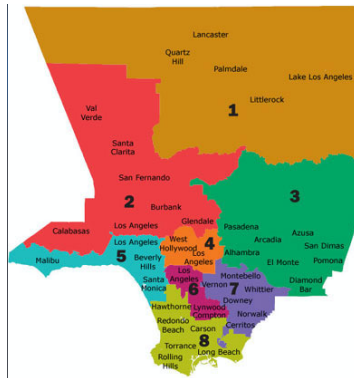 Lancaster
Quartz
Hill
Palmdale
Lake Los Angeles
Littlerock
1
Val
Verde
Santa
Clarita
San Fernando
2
Burbank
3
Los Angeles
Glendale
Pasadena
Azusa
Calabasas
Los Angeles
West
Hollywood
4
Arcadia
San Dimas
Malibu
5
Beverly
Hills
Los
Angeles
Alhambra
El Monte
Pomona
Santa
Monica
Los
Angeles
6
Vernon
Montebello
7
Whittier
Diamond
Bar
Hawthorne
Lynwood
Compton
Downey
Norwalk
Redondo
Beach
Carson
Cerritos
8
Torrance
Long Beach
Rolling
Hills